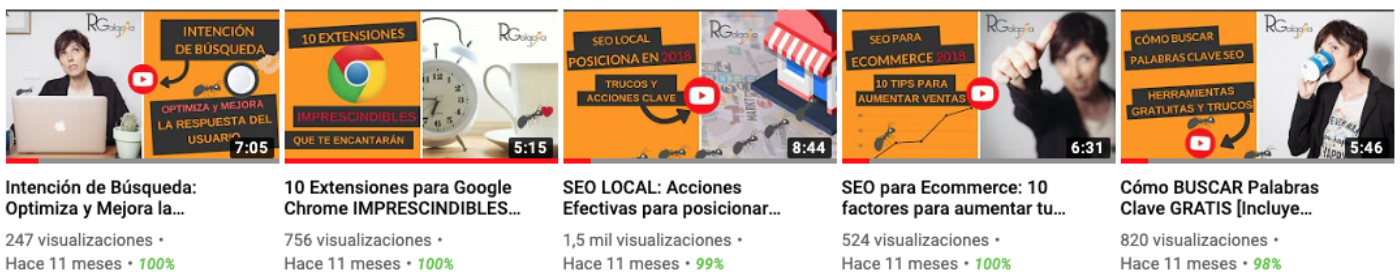 RGalgotia
INTENCIÓN
DE BÚSQUEDA
OPTIMIZA y MEJORA
LA RESPUESTA DEL
USUARIO
7:05
10 EXTENSIONES
IMPRESCINDIBLES
QUE TE ENCANTARÁN
5:15
SEO LOCAL
POSICIONA EN 2018
TRUCOS Y
ACCIONES CLAVE
8:44
SEO PARA
ECOMMERCE 2018
10 TIPS PARA
AUMENTAR VENTAS
6:31
CÓMO BUSCAR
PALABRAS CLAVE SEO
HERRAMIENTAS
GRATUITAS Y TRUCOS
5:46
Intención de Búsqueda:
Optimiza y Mejora la...
247 visualizaciones •
Hace 11 meses • 100%
10 Extensiones para Google
Chrome IMPRESCINDIBLES...
756 visualizaciones •
Hace 11 meses • 100%
SEO LOCAL: Acciones
Efectivas para posicionar...
1,5 mil visualizaciones •
Hace 11 meses • 99%
SEO para Ecommerce: 10
factores para aumentar tu...
524 visualizaciones •
Hace 11 meses • 100%
Cómo BUSCAR Palabras
Clave GRATIS [Incluye...
820 visualizaciones •
Hace 11 meses • 98%